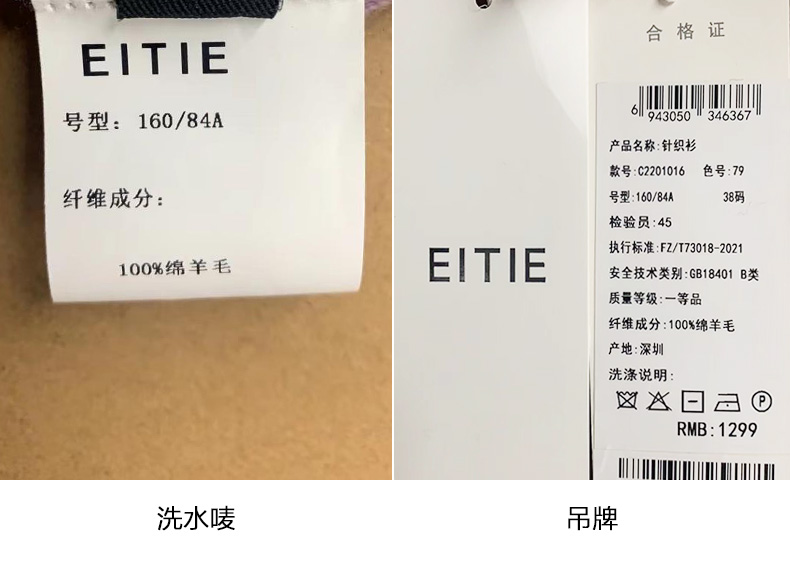 EITIE
号型：160/84A
纤维成分：
100%绵羊毛
EITIE
合格证
6 943050 346367
产品名称:针织衫
款号:C2201016 色号:79
号型:160/84A 38码
检验员:45
执行标准:FZ/T73018-2021
安全技术类别:GB18401 B类
质量等级:一等品
纤维成分:100%绵羊毛
产地:深圳
洗涤说明:
P
RMB:1299
洗水唛
吊牌